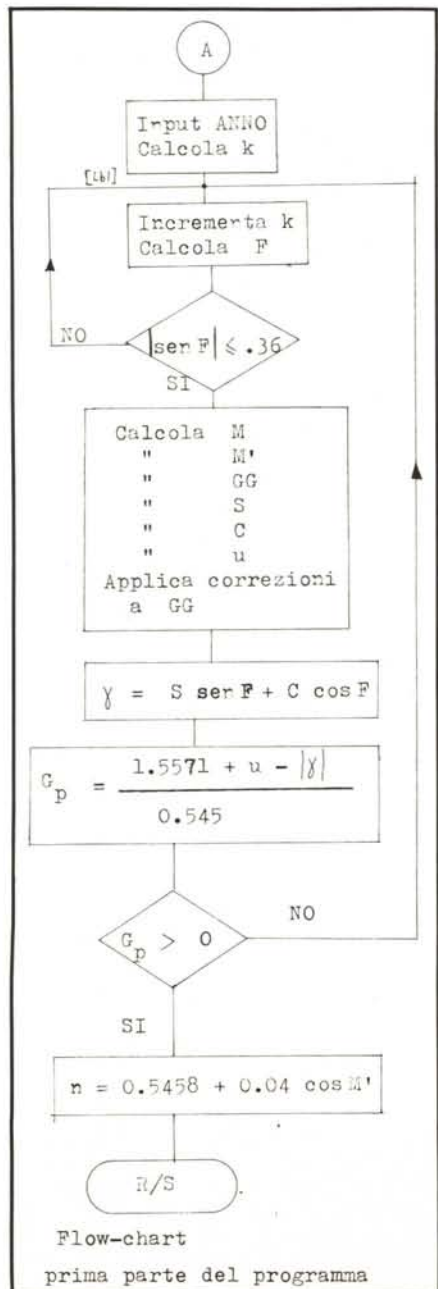 A
Input ANNO
Calcola k
[Lbl]
Incrementa k
Calcola F
NO
|sen F| ⩽ .36
SI
Calcola M
" M'
" GG
" S
" C
" u
Applica correzioni
a GG
γ = S sen F + C cos F
G_p = (1.5571 + u - |γ|) / 0.545
NO
G_p > 0
SI
n = 0.5458 + 0.04 cos M'
R/S
Flow-chart
prima parte del programma